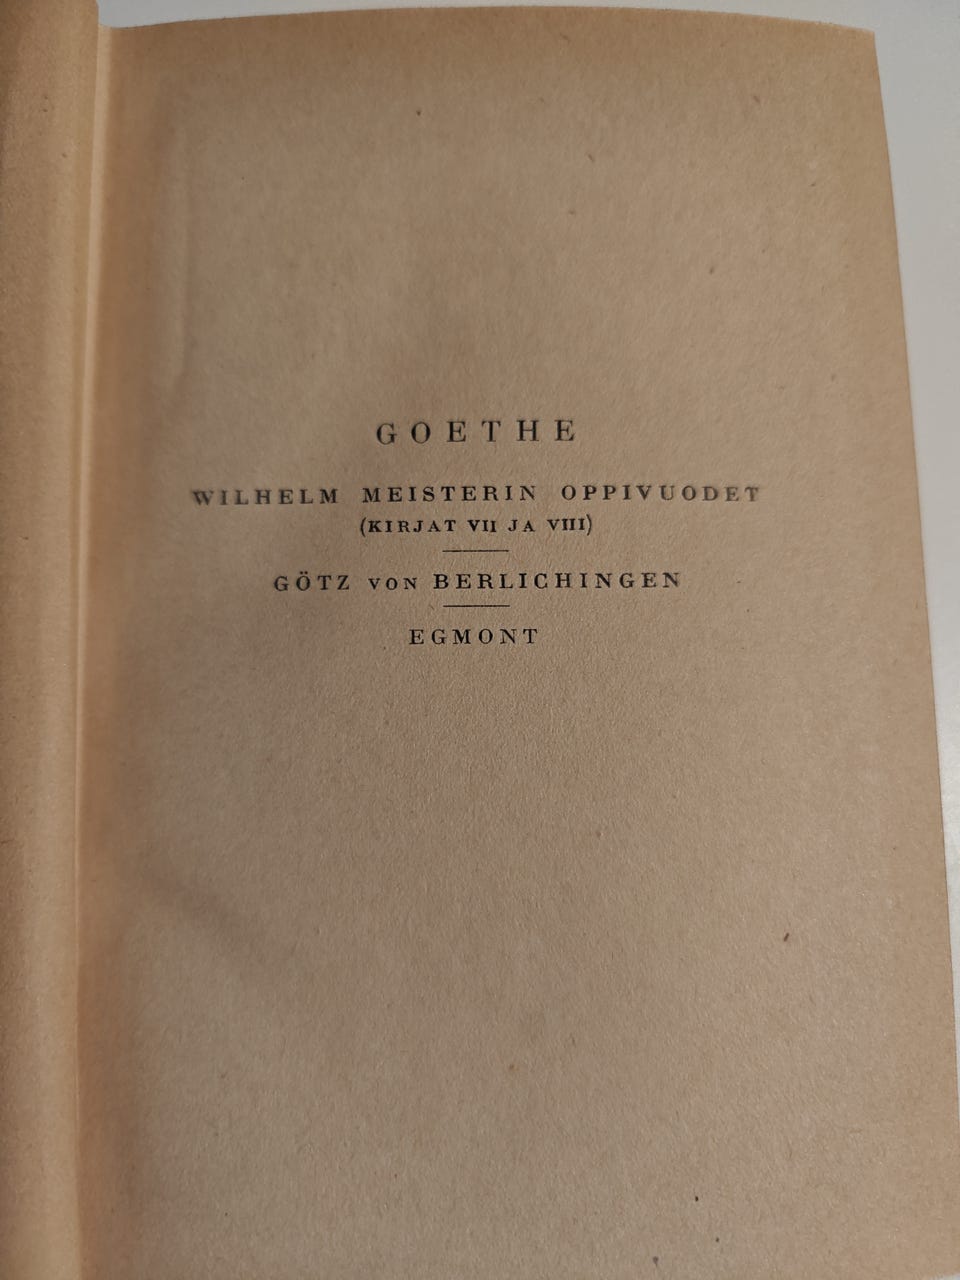 GOETHE
WILHELM MEISTERIN OPPIVUODET
(KIRJAT VII JA VIII)
GÖTZ VON BERLICHINGEN
EGMONT